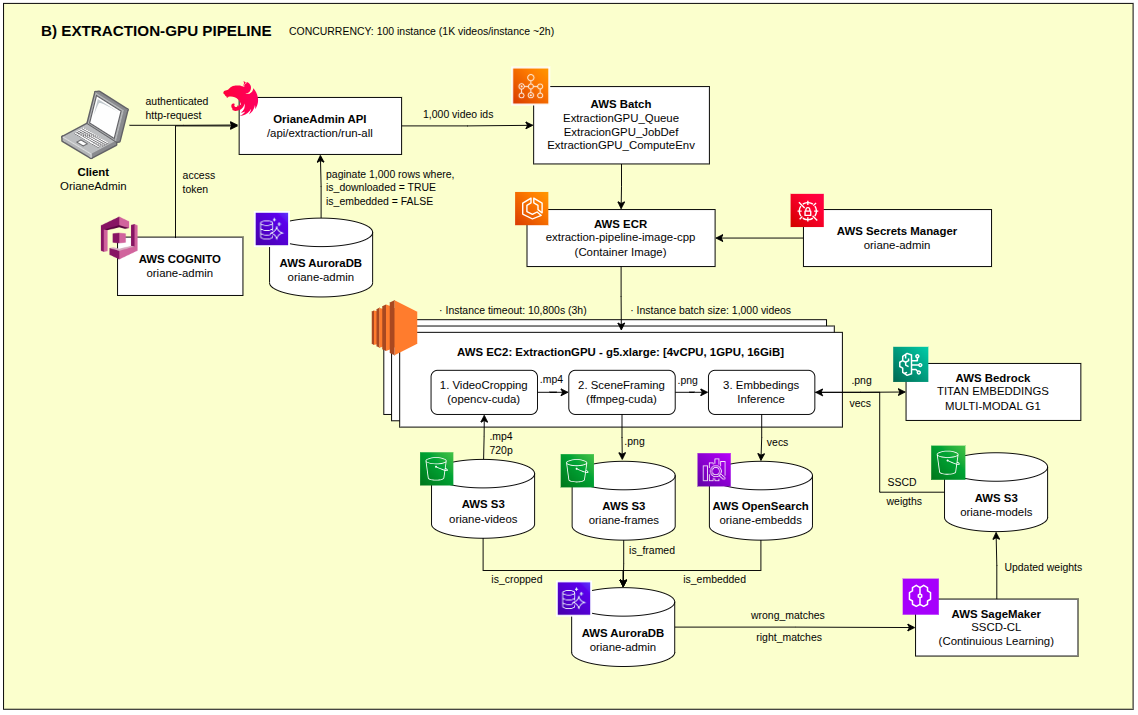 B) EXTRACTION-GPU PIPELINE
CONCURRENCY: 100 instance (1K videos/instance ~2h)
authenticated
http-request
Client
OrianeAdmin
access
token
AWS COGNITO
oriane-admin
OrianeAdmin API
/api/extraction/run-all
1,000 video ids
paginate 1,000 rows where,
is_downloaded = TRUE
is_embedded = FALSE
AWS AuroraDB
oriane-admin
AWS Batch
ExtractionGPU_Queue
ExtracionGPU_JobDef
ExtractionGPU_ComputeEnv
AWS ECR
extraction-pipeline-image-cpp
(Container Image)
AWS Secrets Manager
oriane-admin
· Instance timeout: 10,800s (3h)
· Instance batch size: 1,000 videos
AWS EC2: ExtractionGPU - g5.xlarge: [4vCPU, 1GPU, 16GiB]
1. VideoCropping
(opencv-cuda)
.mp4
2. SceneFraming
(ffmpeg-cuda)
.png
3. Embbedings
Inference
.png
vecs
AWS Bedrock
TITAN EMBEDDINGS
MULTI-MODAL G1
.mp4
720p
.png
vecs
AWS S3
oriane-videos
AWS S3
oriane-frames
AWS OpenSearch
oriane-embedds
SSCD
weigths
AWS S3
oriane-models
is_cropped
is_framed
is_embedded
Updated weights
AWS AuroraDB
oriane-admin
wrong_matches
right_matches
AWS SageMaker
SSCD-CL
(Continuious Learning)